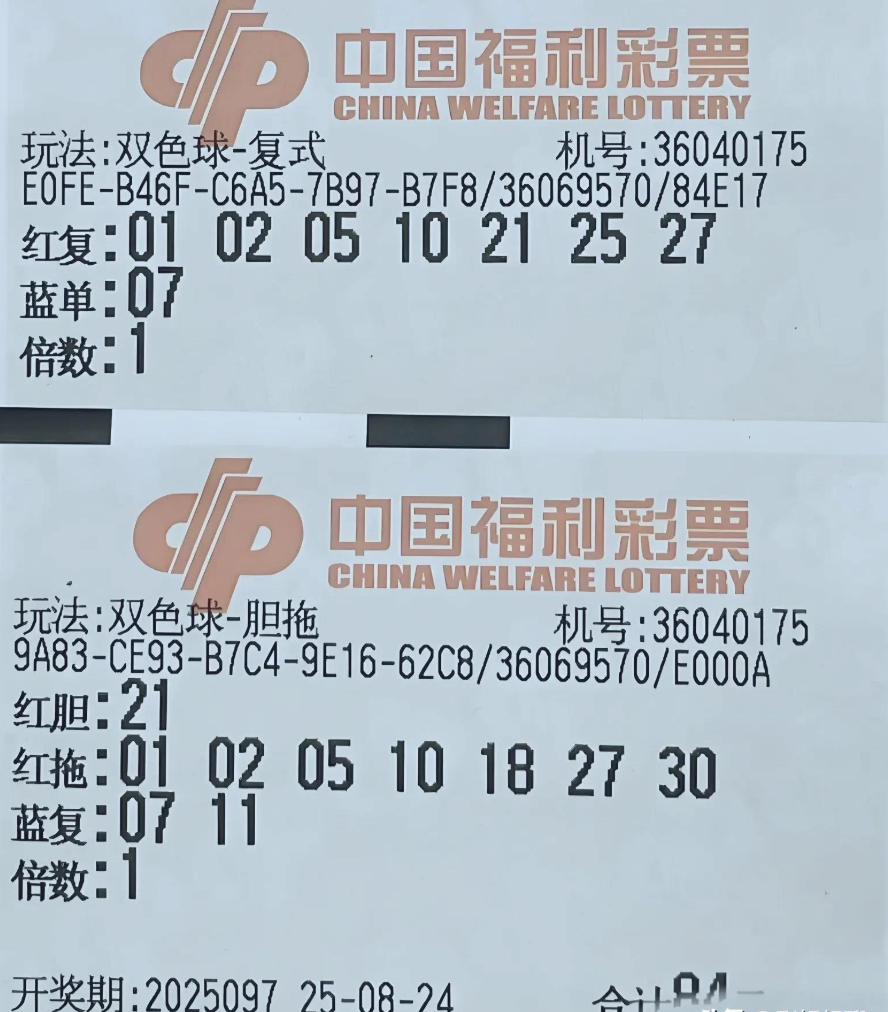 中国福利彩票
CHINA WELFARE LOTTERY
玩法:双色球-复式 机号:36040175
E0FE-B46F-C6A5-7B97-B7F8/36069570/84E17
红复:01 02 05 10 21 25 27
蓝单:07
倍数:1
中国福利彩票
CHINA WELFARE LOTTERY
玩法:双色球-胆拖 机号:36040175
9A83-CE93-B7C4-9E16-62C8/36069570/E000A
红胆:21
红拖:01 02 05 10 18 27 30
蓝复:07 11
倍数:1
开奖期:2025097 25-08-24 合计84